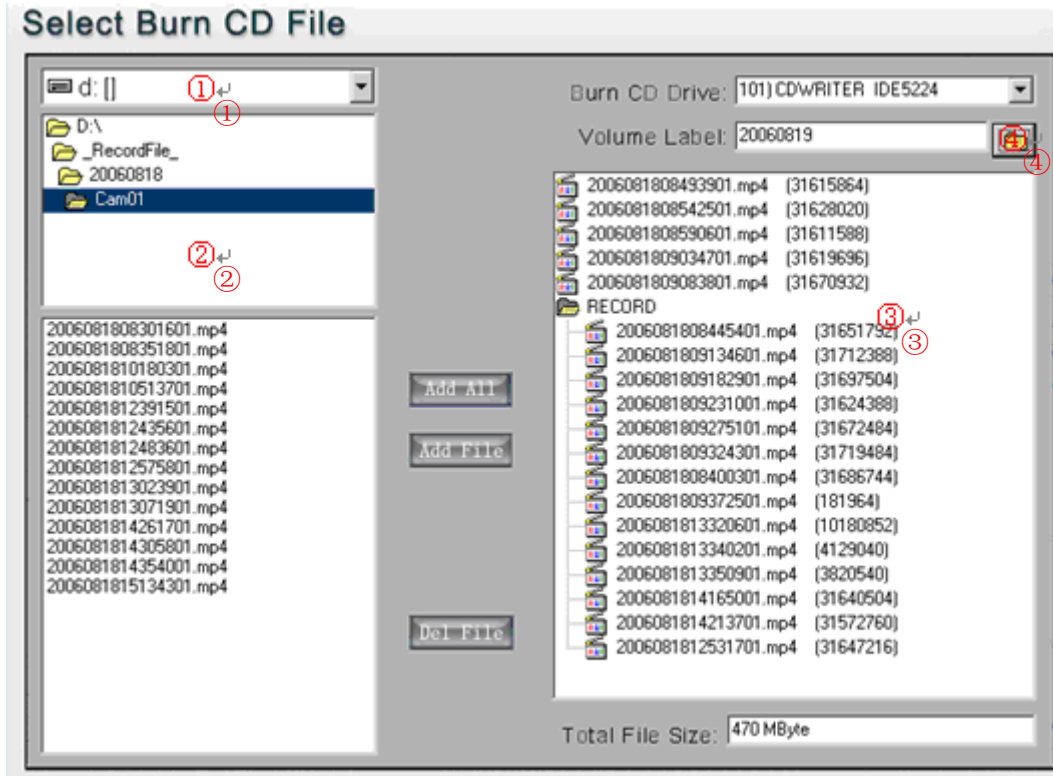 Select Burn CD File
d: []
①
①
D:\
_RecordFile_
20060818
Cam01
②
②
2006081808301601.mp4
2006081808351801.mp4
2006081810180301.mp4
2006081810513701.mp4
2006081812391501.mp4
2006081812435601.mp4
2006081812483601.mp4
2006081812575801.mp4
2006081813023901.mp4
2006081813071901.mp4
2006081814261701.mp4
2006081814305801.mp4
2006081814354001.mp4
2006081815134301.mp4
Add All
Add File
Del File
Burn CD Drive: 101) CDWRITER IDE5224
Volume Label: 20060819
④
④
2006081808493901.mp4 (31615864)
2006081808542501.mp4 (31628020)
2006081808590601.mp4 (31611588)
2006081809034701.mp4 (31619696)
2006081809083801.mp4 (31670932)
RECORD
③
③
2006081808445401.mp4 (31651792)
2006081809134601.mp4 (31712388)
2006081809182901.mp4 (31697504)
2006081809231001.mp4 (31624388)
2006081809275101.mp4 (31672484)
2006081809324301.mp4 (31719484)
2006081808400301.mp4 (31686744)
2006081809372501.mp4 (181964)
2006081813320601.mp4 (10180852)
2006081813340201.mp4 (4129040)
2006081813350901.mp4 (3820540)
2006081814165001.mp4 (31640504)
2006081814213701.mp4 (31572760)
2006081812531701.mp4 (31647216)
Total File Size: 470 MByte